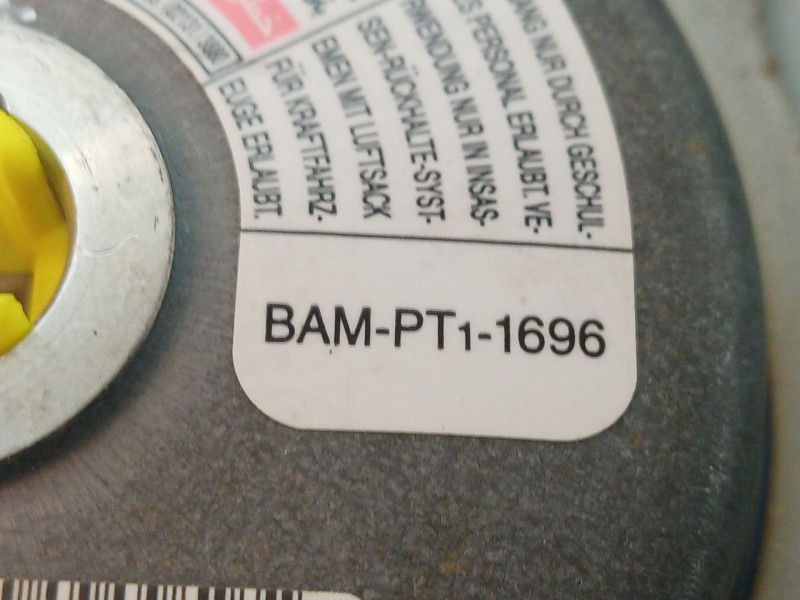 ANG NUR DURCH GESCHUL-
S PERSONAL ERLAUBT. VE-
RWENDUNG NUR IN INSAS-
SEN-RÜCKHALTE-SYST-
EMEN MIT LUFTSACK
FÜR KRAFTFAHRZ-
EUGE ERLAUBT.
BAM-PT1-1696